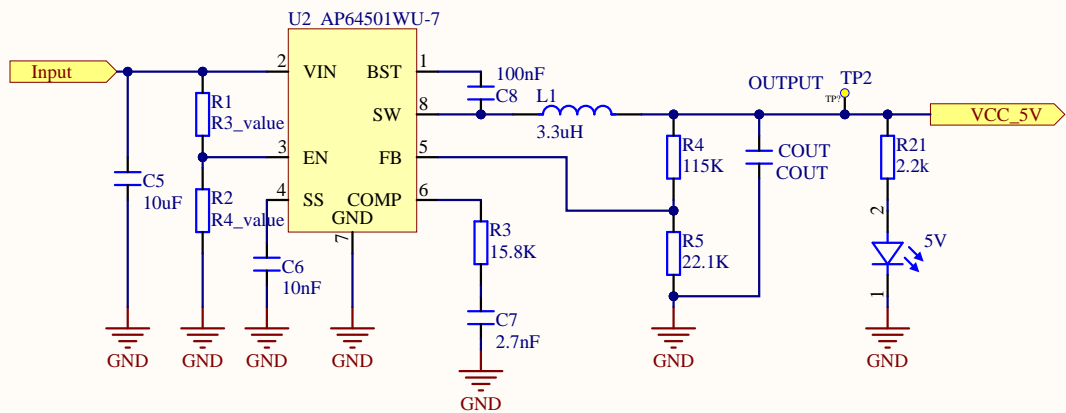 U2 AP64501WU-7
Input
2 VIN BST 1
100nF
C8
OUTPUT TP2
TP?
R1
R3_value
SW 8
L1
3.3uH
VCC_5V
3 EN FB 5
R4
115K
COUT
COUT
R21
2.2k
C5
10uF
R2
R4_value
4 SS COMP 6
GND
7
R3
15.8K
R5
22.1K
2
5V
1
C6
10nF
C7
2.7nF
GND
GND
GND
GND
GND
GND
GND